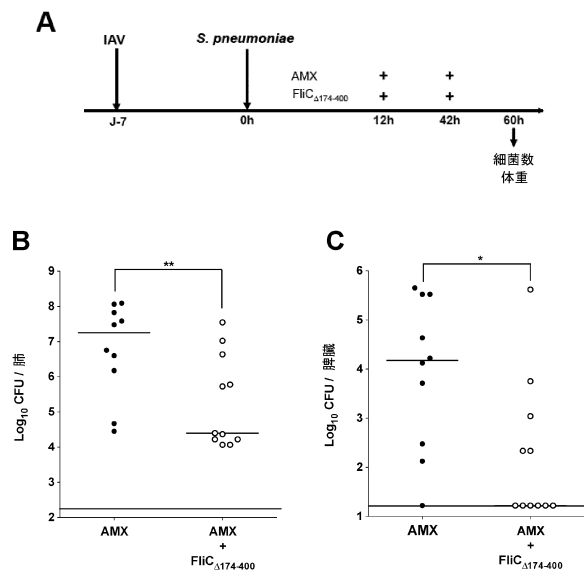 A
IAV
S. pneumoniae
AMX + +
FliCΔ174-400 + +
J-7 0h 12h 42h 60h
細菌数
体重
B
**
Log10 CFU / 肺
9
8
7
6
5
4
3
2
AMX
AMX
+
FliCΔ174-400
C
*
Log10 CFU / 脾臓
6
5
4
3
2
1
AMX
AMX
+
FliCΔ174-400